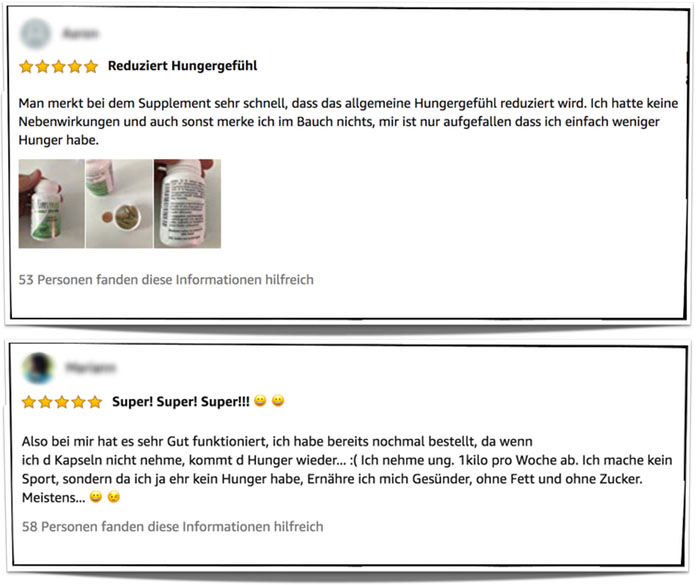 Reduziert Hungergefühl
Man merkt bei dem Supplement sehr schnell, dass das allgemeine Hungergefühl reduziert wird. Ich hatte keine
Nebenwirkungen und auch sonst merke ich im Bauch nichts, mir ist nur aufgefallen dass ich einfach weniger
Hunger habe.
53 Personen fanden diese Informationen hilfreich
Super! Super! Super!!! 😀 😀
Also bei mir hat es sehr Gut funktioniert, ich habe bereits nochmal bestellt, da wenn
ich d Kapseln nicht nehme, kommt d Hunger wieder... :( Ich nehme ung. 1kilo pro Woche ab. Ich mache kein
Sport, sondern da ich ja ehr kein Hunger habe, Ernähre ich mich Gesünder, ohne Fett und ohne Zucker.
Meistens... 😀 😉
58 Personen fanden diese Informationen hilfreich